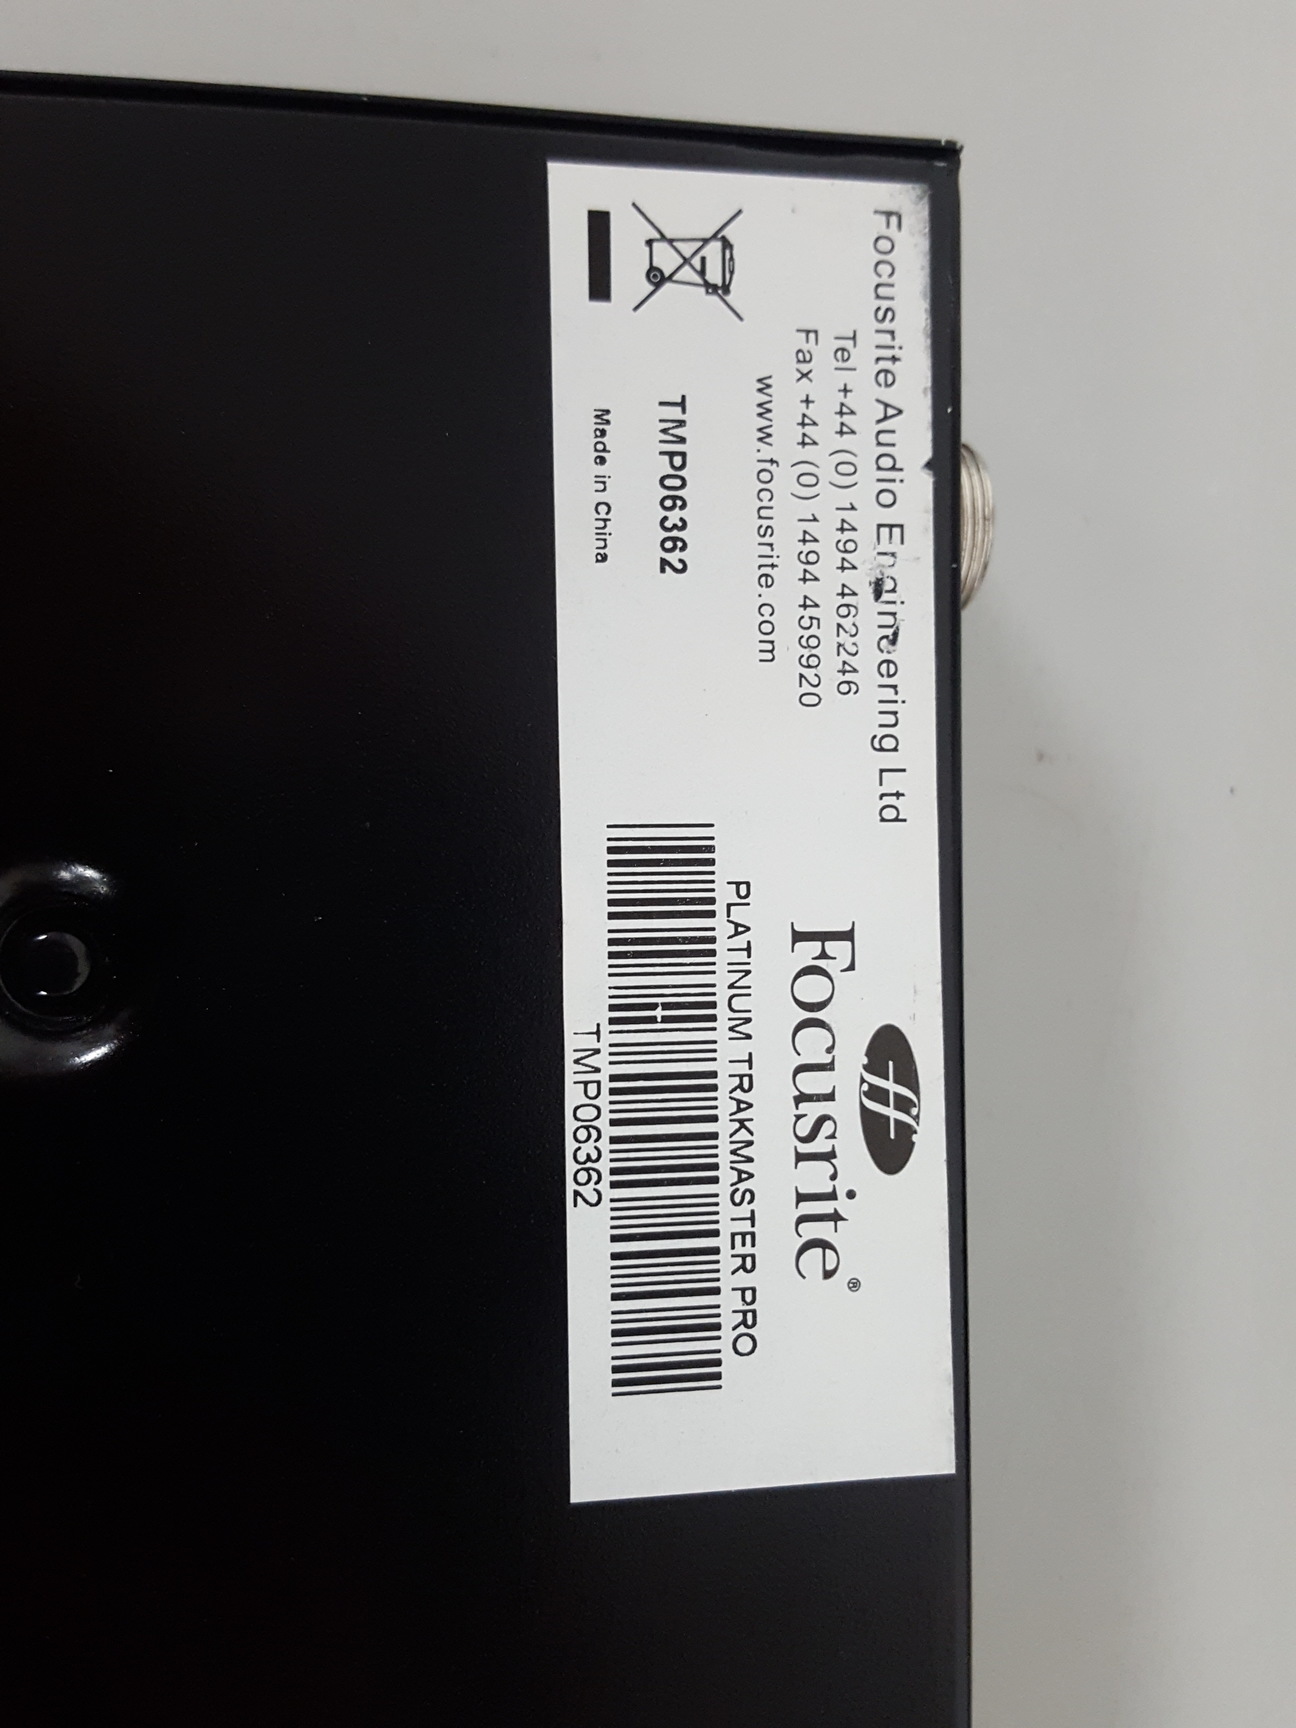 Focusrite Audio Engineering Ltd
Tel +44 (0) 1494 462246
Fax +44 (0) 1494 459920
www.focusrite.com
TMP06362
Made in China
ff
Focusrite®
PLATINUM TRAKMASTER PRO
TMP06362